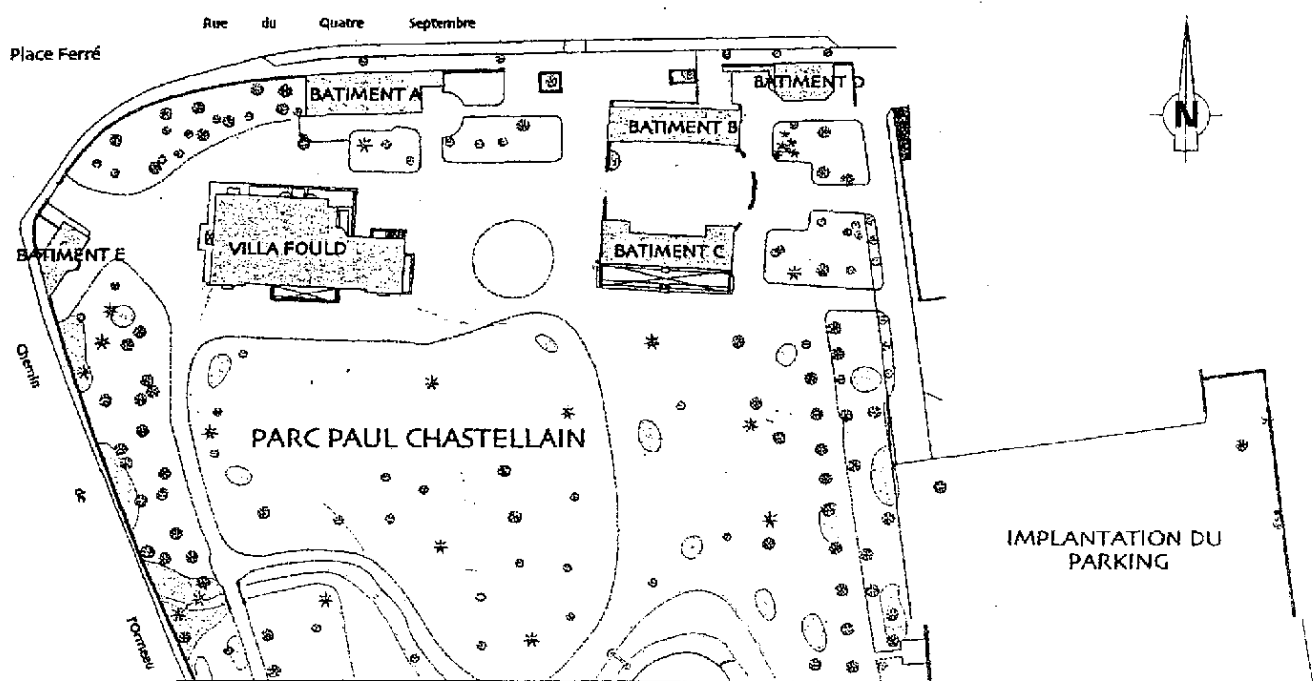 Rue du Quatre Septembre
Place Ferré
N
BATIMENT A
BATIMENT D
BATIMENT B
VILLA FOULD
BATIMENT C
BATIMENT E
Chemin
de
l'Ormeau
PARC PAUL CHASTELLAIN
IMPLANTATION DU
PARKING